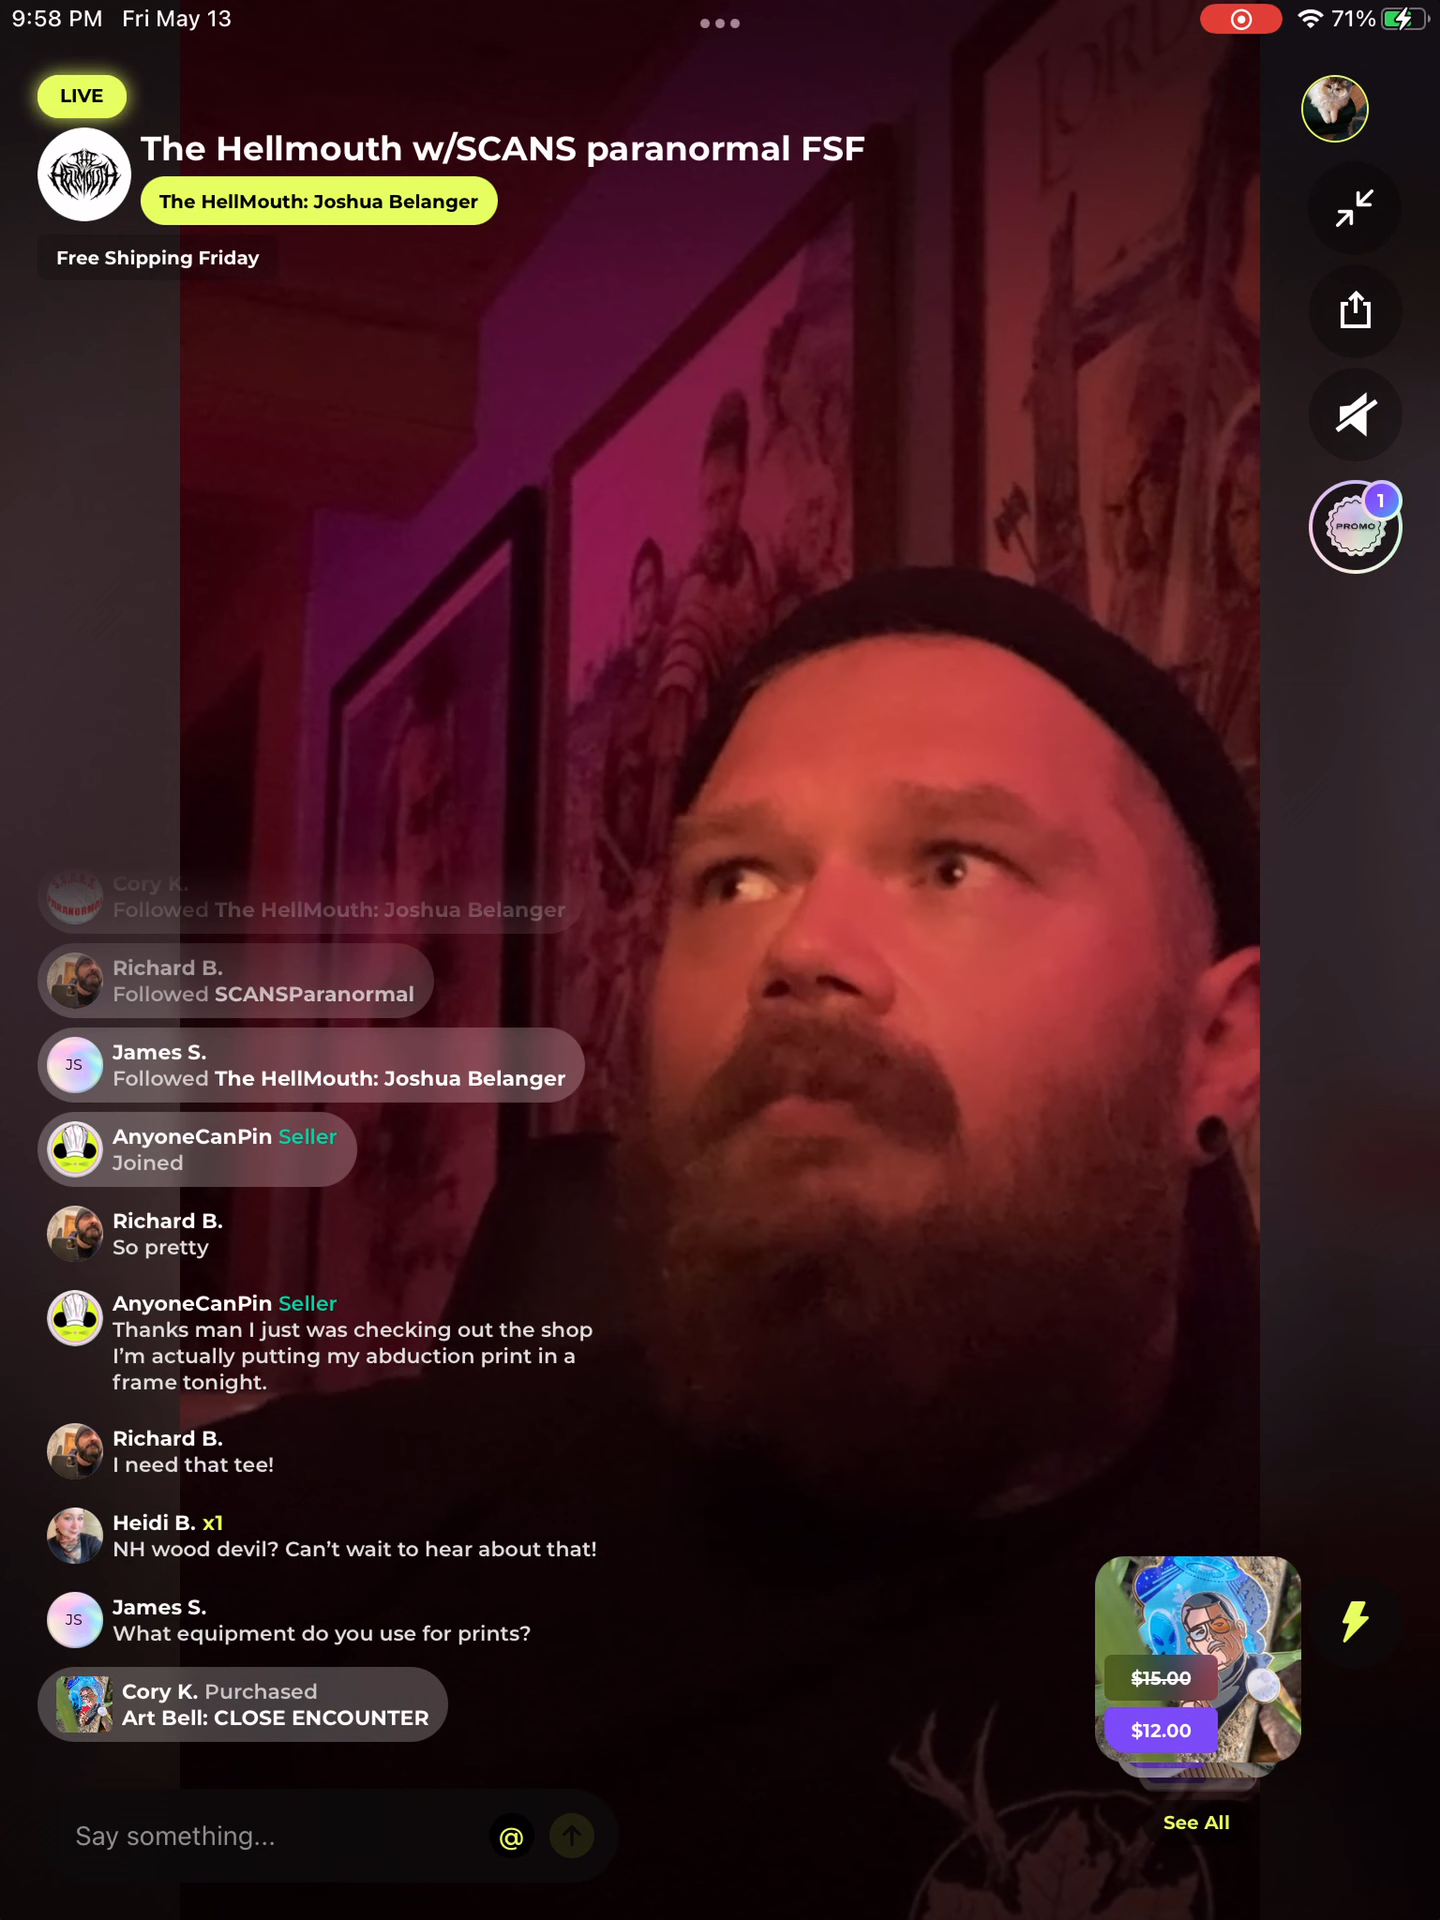 9:58 PM Fri May 13
71%
LIVE
The Hellmouth w/SCANS paranormal FSF
THE
HELLMOUTH
The HellMouth: Joshua Belanger
Free Shipping Friday
LORD
1
PROMO
Cory K.
Followed The HellMouth: Joshua Belanger
Richard B.
Followed SCANSParanormal
James S.
JS
Followed The HellMouth: Joshua Belanger
AnyoneCanPin Seller
Joined
Richard B.
So pretty
AnyoneCanPin Seller
Thanks man I just was checking out the shop
I’m actually putting my abduction print in a
frame tonight.
Richard B.
I need that tee!
Heidi B. x1
NH wood devil? Can’t wait to hear about that!
James S.
JS
What equipment do you use for prints?
Cory K. Purchased
Art Bell: CLOSE ENCOUNTER
$15.00
$12.00
See All
Say something...
@